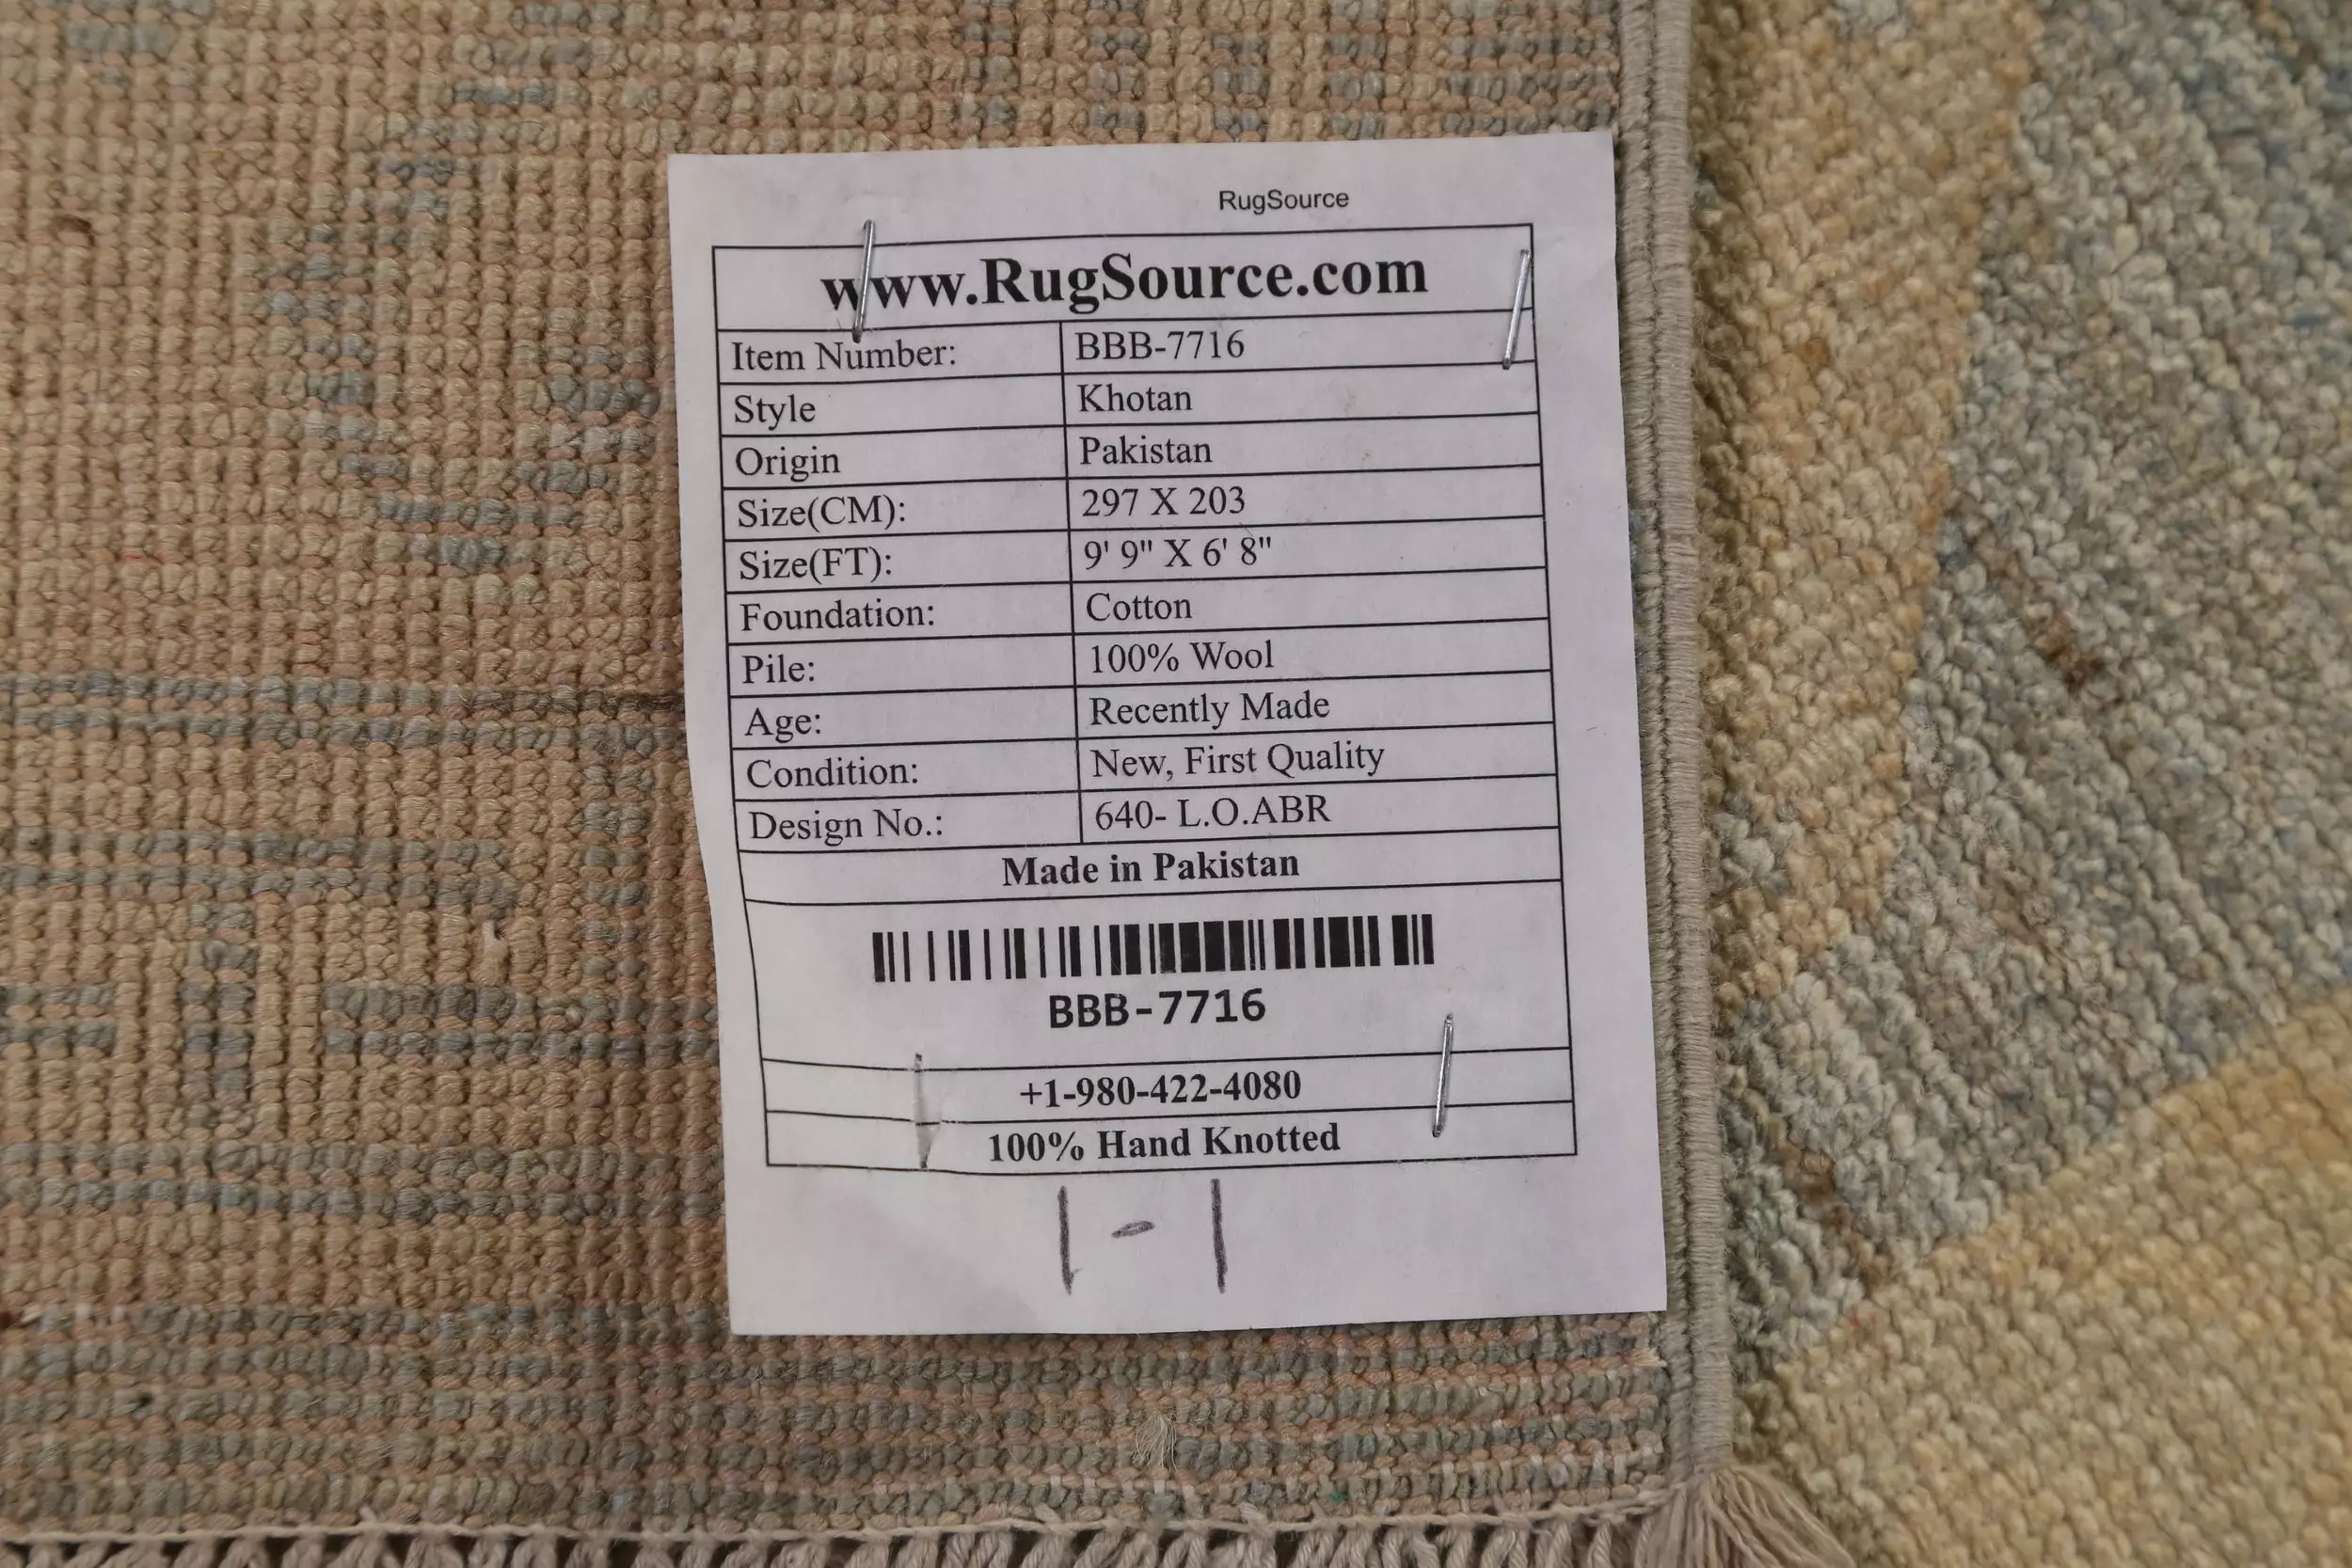 RugSource
www.RugSource.com
Item Number: BBB-7716
Style Khotan
Origin Pakistan
Size(CM): 297 X 203
Size(FT): 9' 9" X 6' 8"
Foundation: Cotton
Pile: 100% Wool
Age: Recently Made
Condition: New, First Quality
Design No.: 640- L.O.ABR
Made in Pakistan
BBB-7716
+1-980-422-4080
100% Hand Knotted
1-1